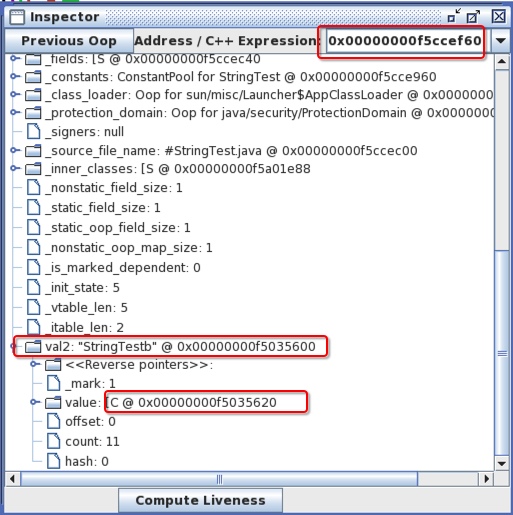 Inspector
Previous Oop Address / C++ Expression: 0x00000000f5ccef60
_fields: [S @ 0x00000000f5ccec40
_constants: ConstantPool for StringTest @ 0x00000000f5cce960
_class_loader: Oop for sun/misc/Launcher$AppClassLoader @ 0x0000000
_protection_domain: Oop for java/security/ProtectionDomain @ 0x0000000
_signers: null
_source_file_name: #StringTest.java @ 0x00000000f5ccec00
_inner_classes: [S @ 0x00000000f5a01e88
_nonstatic_field_size: 1
_static_field_size: 1
_static_oop_field_size: 1
_nonstatic_oop_map_size: 1
_is_marked_dependent: 0
_init_state: 5
_vtable_len: 5
_itable_len: 2
val2: "StringTestb" @ 0x00000000f5035600
<<Reverse pointers>>:
_mark: 1
value: [C @ 0x00000000f5035620
offset: 0
count: 11
hash: 0
Compute Liveness